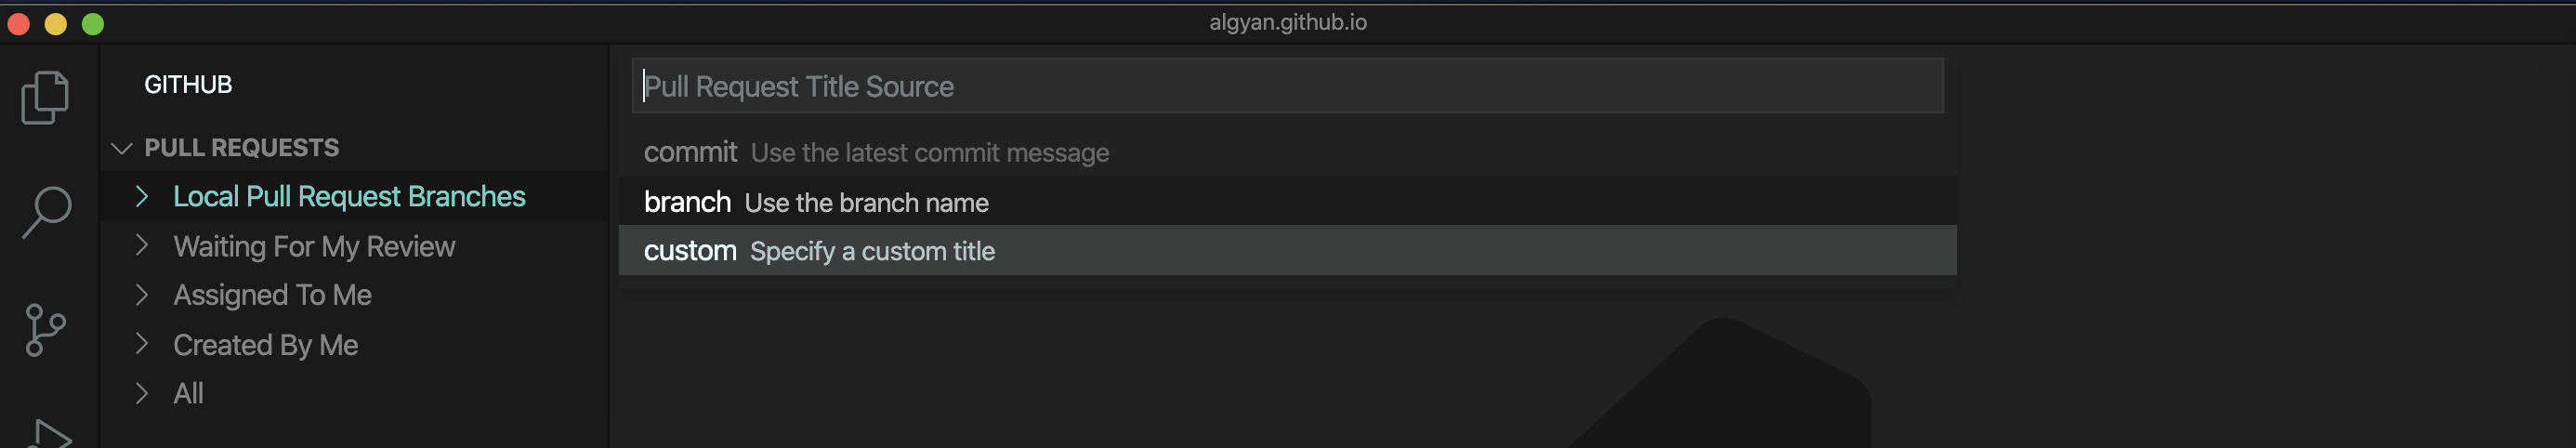 algyan.github.io
GITHUB
PULL REQUESTS
Local Pull Request Branches
Waiting For My Review
Assigned To Me
Created By Me
All
Pull Request Title Source
commit Use the latest commit message
branch Use the branch name
custom Specify a custom title